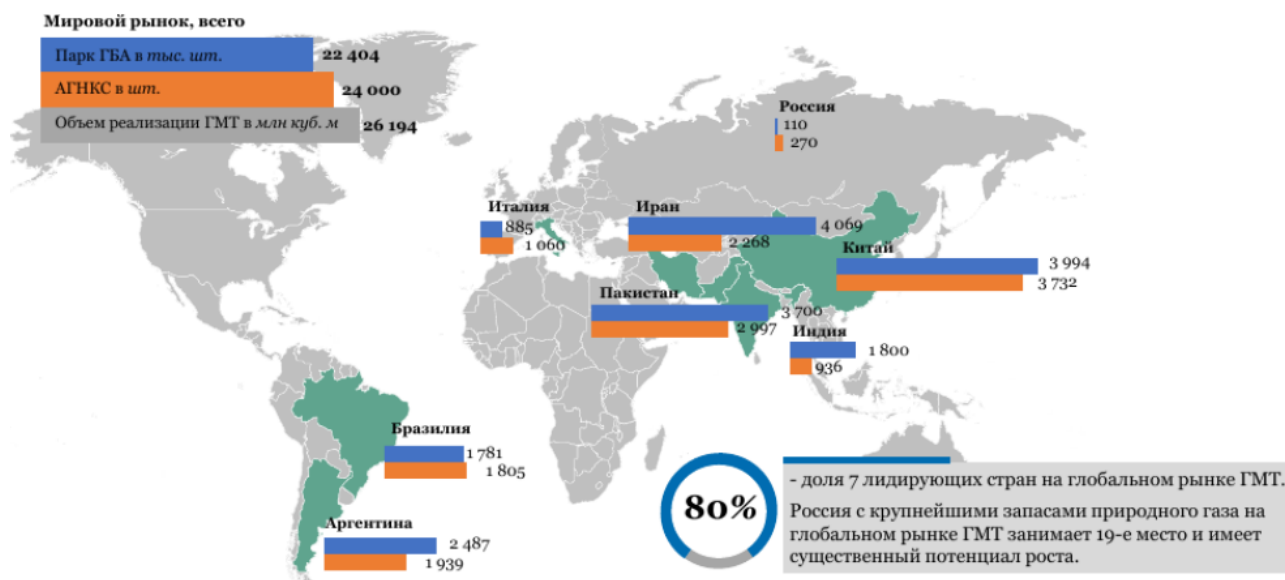 Мировой рынок, всего
Парк ГБА в тыс. шт.
22 404
АГНКС в шт.
24 000
Объем реализации ГМТ в млн куб. м
26 194
Россия
110
270
Италия
885
1 060
Иран
4 069
2 268
Китай
3 994
3 732
Пакистан
3 700
2 997
Индия
1 800
936
Бразилия
1 781
1 805
Аргентина
2 487
1 939
80%
- доля 7 лидирующих стран на глобальном рынке ГМТ.
Россия с крупнейшими запасами природного газа на
глобальном рынке ГМТ занимает 19-е место и имеет
существенный потенциал роста.